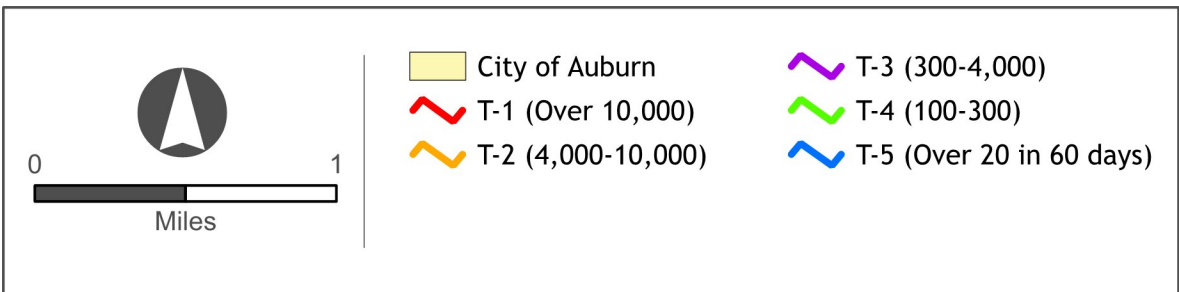 0 1
Miles
City of Auburn
T-1 (Over 10,000)
T-2 (4,000-10,000)
T-3 (300-4,000)
T-4 (100-300)
T-5 (Over 20 in 60 days)